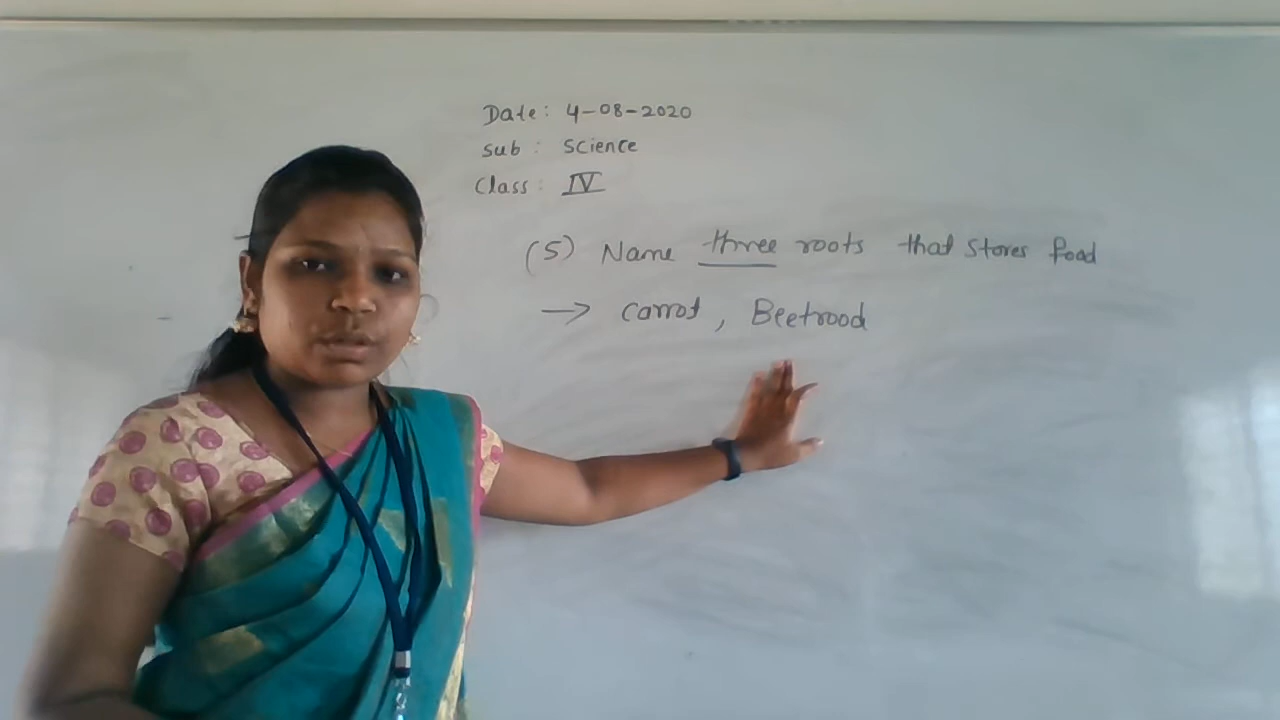 Date: 4-08-2020
Sub: Science
Class: IV
(5) Name three roots that stores food
→ carrot, Beetrood